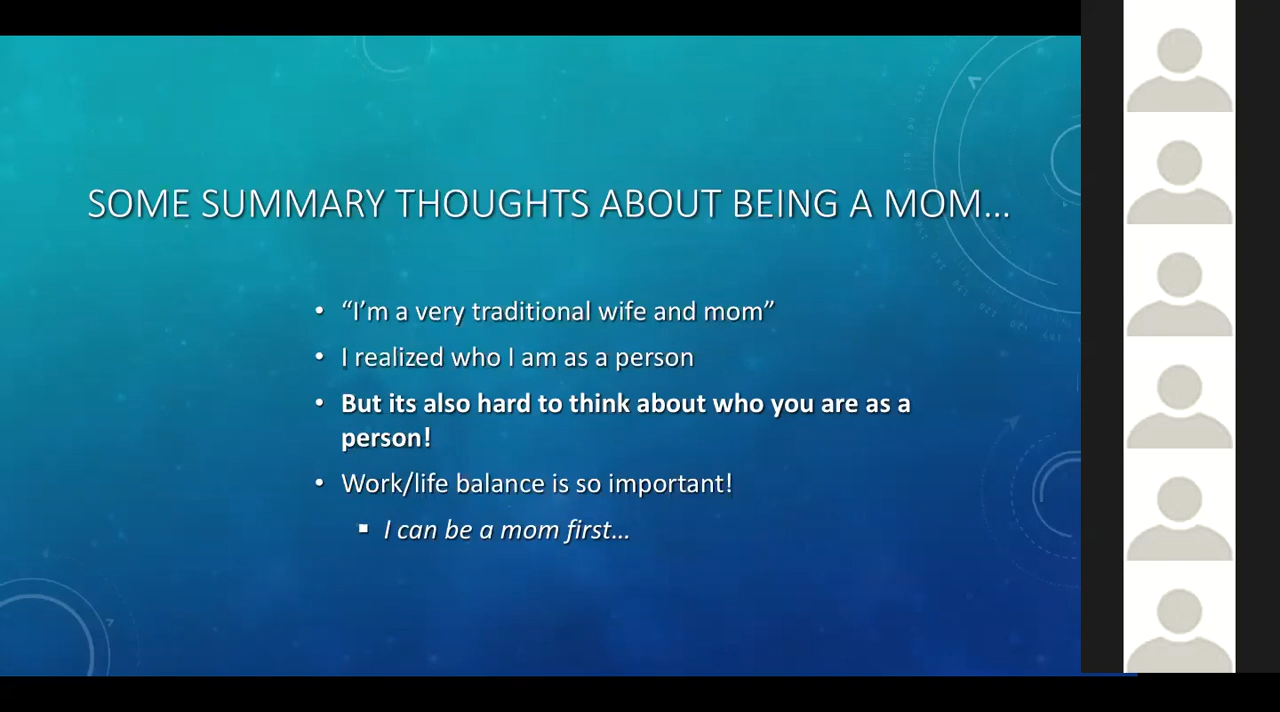 SOME SUMMARY THOUGHTS ABOUT BEING A MOM…
• “I’m a very traditional wife and mom”
• I realized who I am as a person
• But its also hard to think about who you are as a
person!
• Work/life balance is so important!
▪ I can be a mom first…